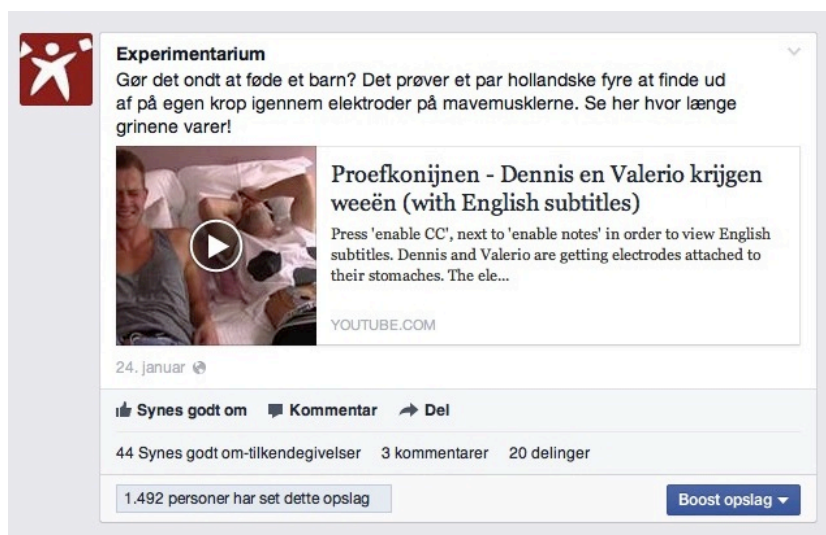 Experimentarium
Gør det ondt at føde et barn? Det prøver et par hollandske fyre at finde ud
af på egen krop igennem elektroder på mavemusklerne. Se her hvor længe
grinene varer!
Proefkonijnen - Dennis en Valerio krijgen
weeën (with English subtitles)
Press 'enable CC', next to 'enable notes' in order to view English
subtitles. Dennis and Valerio are getting electrodes attached to
their stomaches. The ele...
YOUTUBE.COM
24. januar
Synes godt om Kommentar Del
44 Synes godt om-tilkendegivelser 3 kommentarer 20 delinger
1.492 personer har set dette opslag Boost opslag